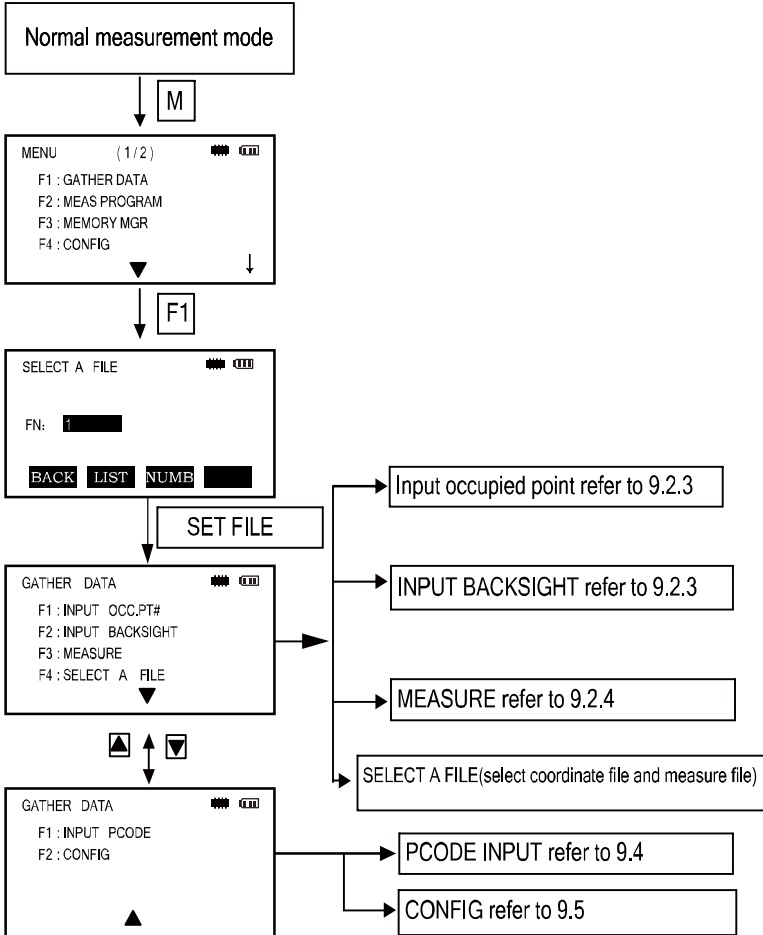 Normal measurement mode
M
MENU (1/2)
F1 : GATHER DATA
F2 : MEAS PROGRAM
F3 : MEMORY MGR
F4 : CONFIG
F1
SELECT A FILE
FN: 1
BACK LIST NUMB
SET FILE
Input occupied point refer to 9.2.3
GATHER DATA
F1 : INPUT OCC.PT#
F2 : INPUT BACKSIGHT
F3 : MEASURE
F4 : SELECT A FILE
INPUT BACKSIGHT refer to 9.2.3
MEASURE refer to 9.2.4
SELECT A FILE(select coordinate file and measure file)
GATHER DATA
F1 : INPUT PCODE
F2 : CONFIG
PCODE INPUT refer to 9.4
CONFIG refer to 9.5